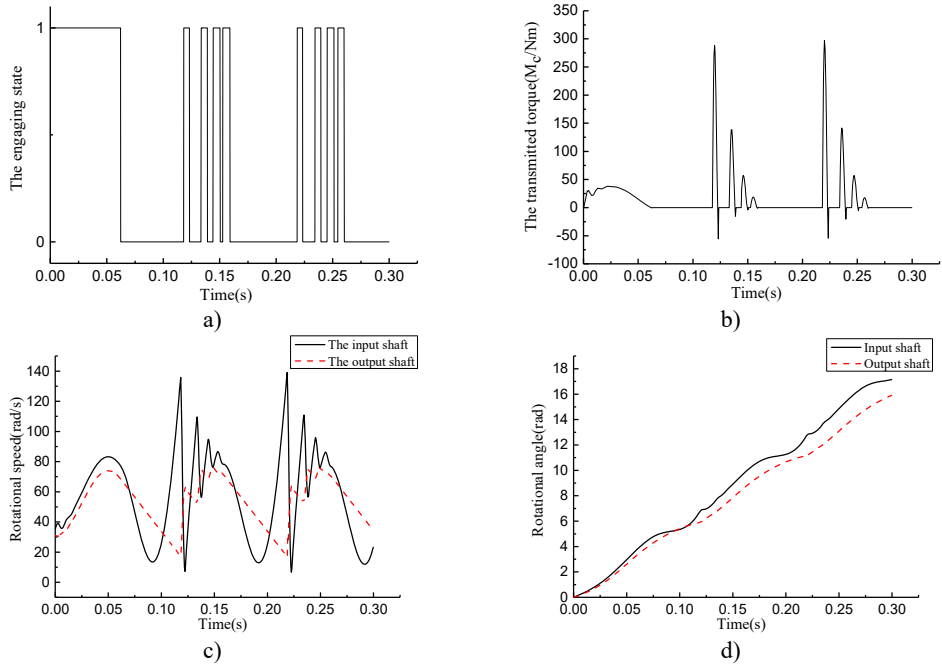 The engaging state
1
0
0.00 0.05 0.10 0.15 0.20 0.25 0.30
Time(s)
a)
The transmitted torque(Mc/Nm)
350
300
250
200
150
100
50
0
-50
-100
0.00 0.05 0.10 0.15 0.20 0.25 0.30
Time(s)
b)
The input shaft
The output shaft
Rotational speed(rad/s)
140
120
100
80
60
40
20
0
0.00 0.05 0.10 0.15 0.20 0.25 0.30
Time(s)
c)
Input shaft
Output shaft
Rotational angle(rad)
18
16
14
12
10
8
6
4
2
0
0.00 0.05 0.10 0.15 0.20 0.25 0.30
Time(s)
d)